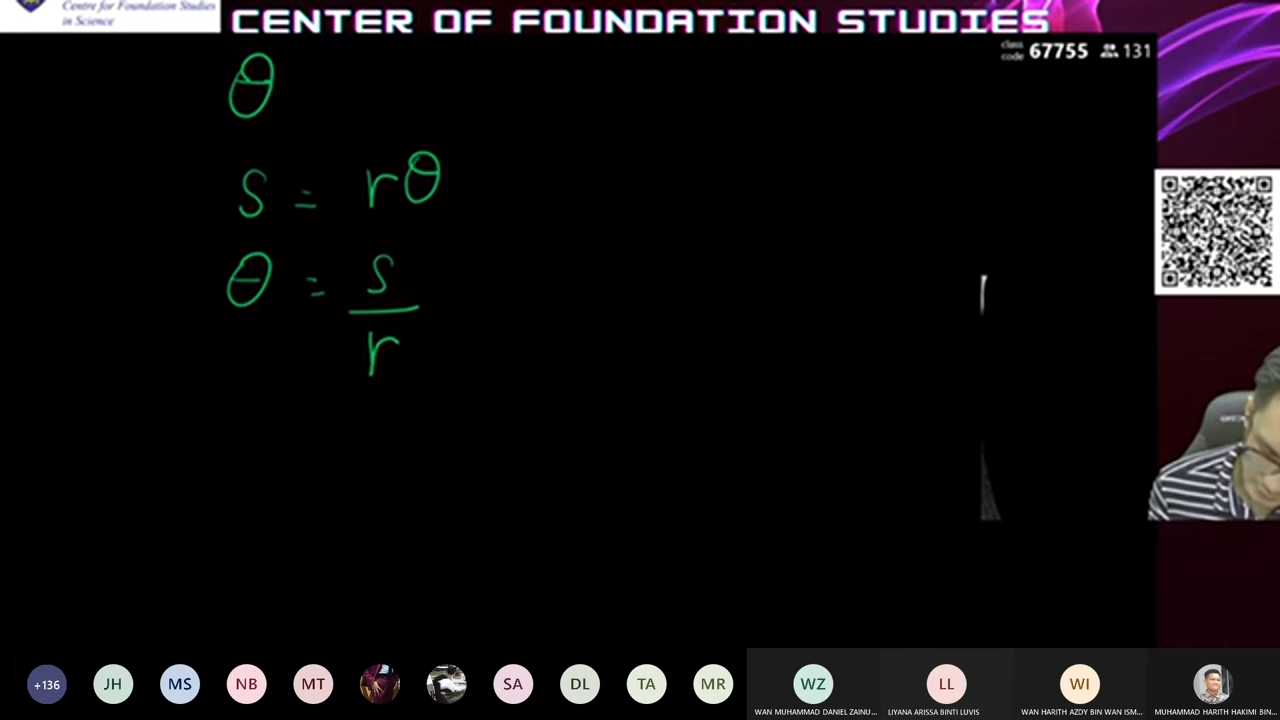 Centre for Foundation Studies
in Science
CENTER OF FOUNDATION STUDIES
class code 67755 131
θ
s = rθ
θ = s/r
+136 JH MS NB MT SA DL TA MR WZ LL WI
WAN MUHAMMAD DANIEL ZAINU... LIYANA ARISSA BINTI LUVIS WAN HARITH AZDY BIN WAN ISM... MUHAMMAD HARITH HAKIMI BIN...